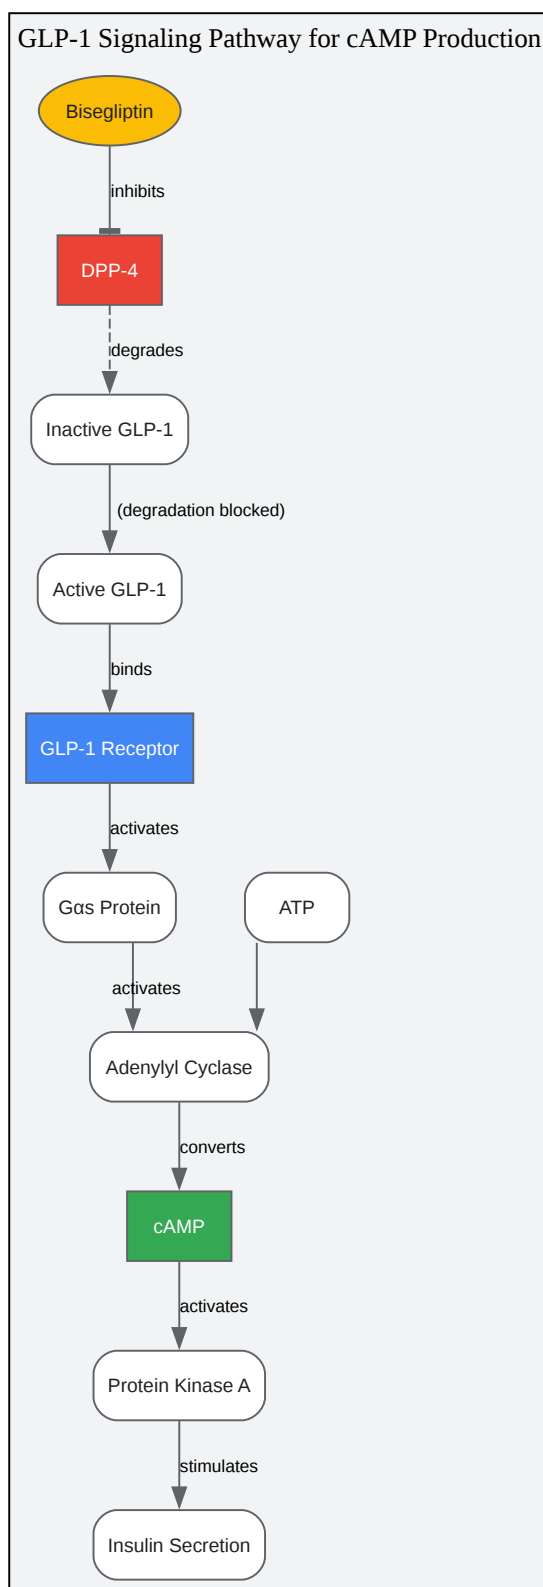 GLP-1 Signaling Pathway for cAMP Production
Bisegliptin
inhibits
DPP-4
degrades
Inactive GLP-1
(degradation blocked)
Active GLP-1
binds
GLP-1 Receptor
activates
Gαs Protein
ATP
activates
Adenylyl Cyclase
converts
cAMP
activates
Protein Kinase A
stimulates
Insulin Secretion